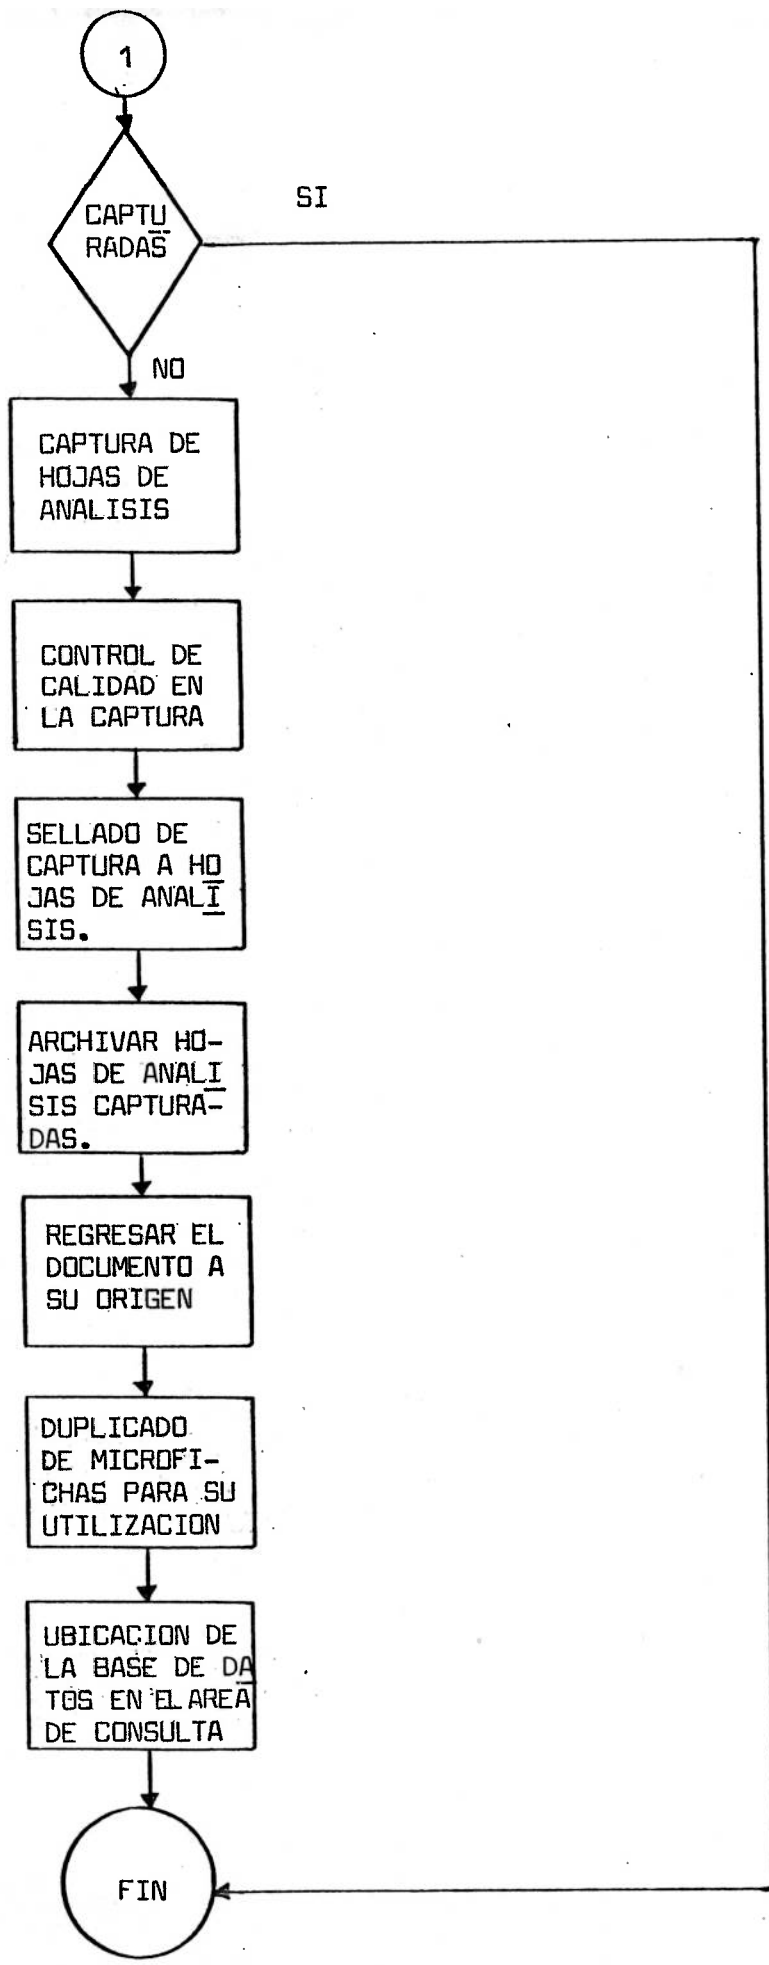 1
SI
CAPTU
RADAS
NO
CAPTURA DE
HOJAS DE
ANALISIS
CONTROL DE
CALIDAD EN
LA CAPTURA
SELLADO DE
CAPTURA A HO
JAS DE ANALI
SIS.
ARCHIVAR HO-
JAS DE ANALI
SIS CAPTURA-
DAS.
REGRESAR EL
DOCUMENTO A
SU ORIGEN
DUPLICADO
DE MICROFI-
CHAS PARA SU
UTILIZACION
UBICACION DE
LA BASE DE DA
TOS EN EL AREA
DE CONSULTA
FIN